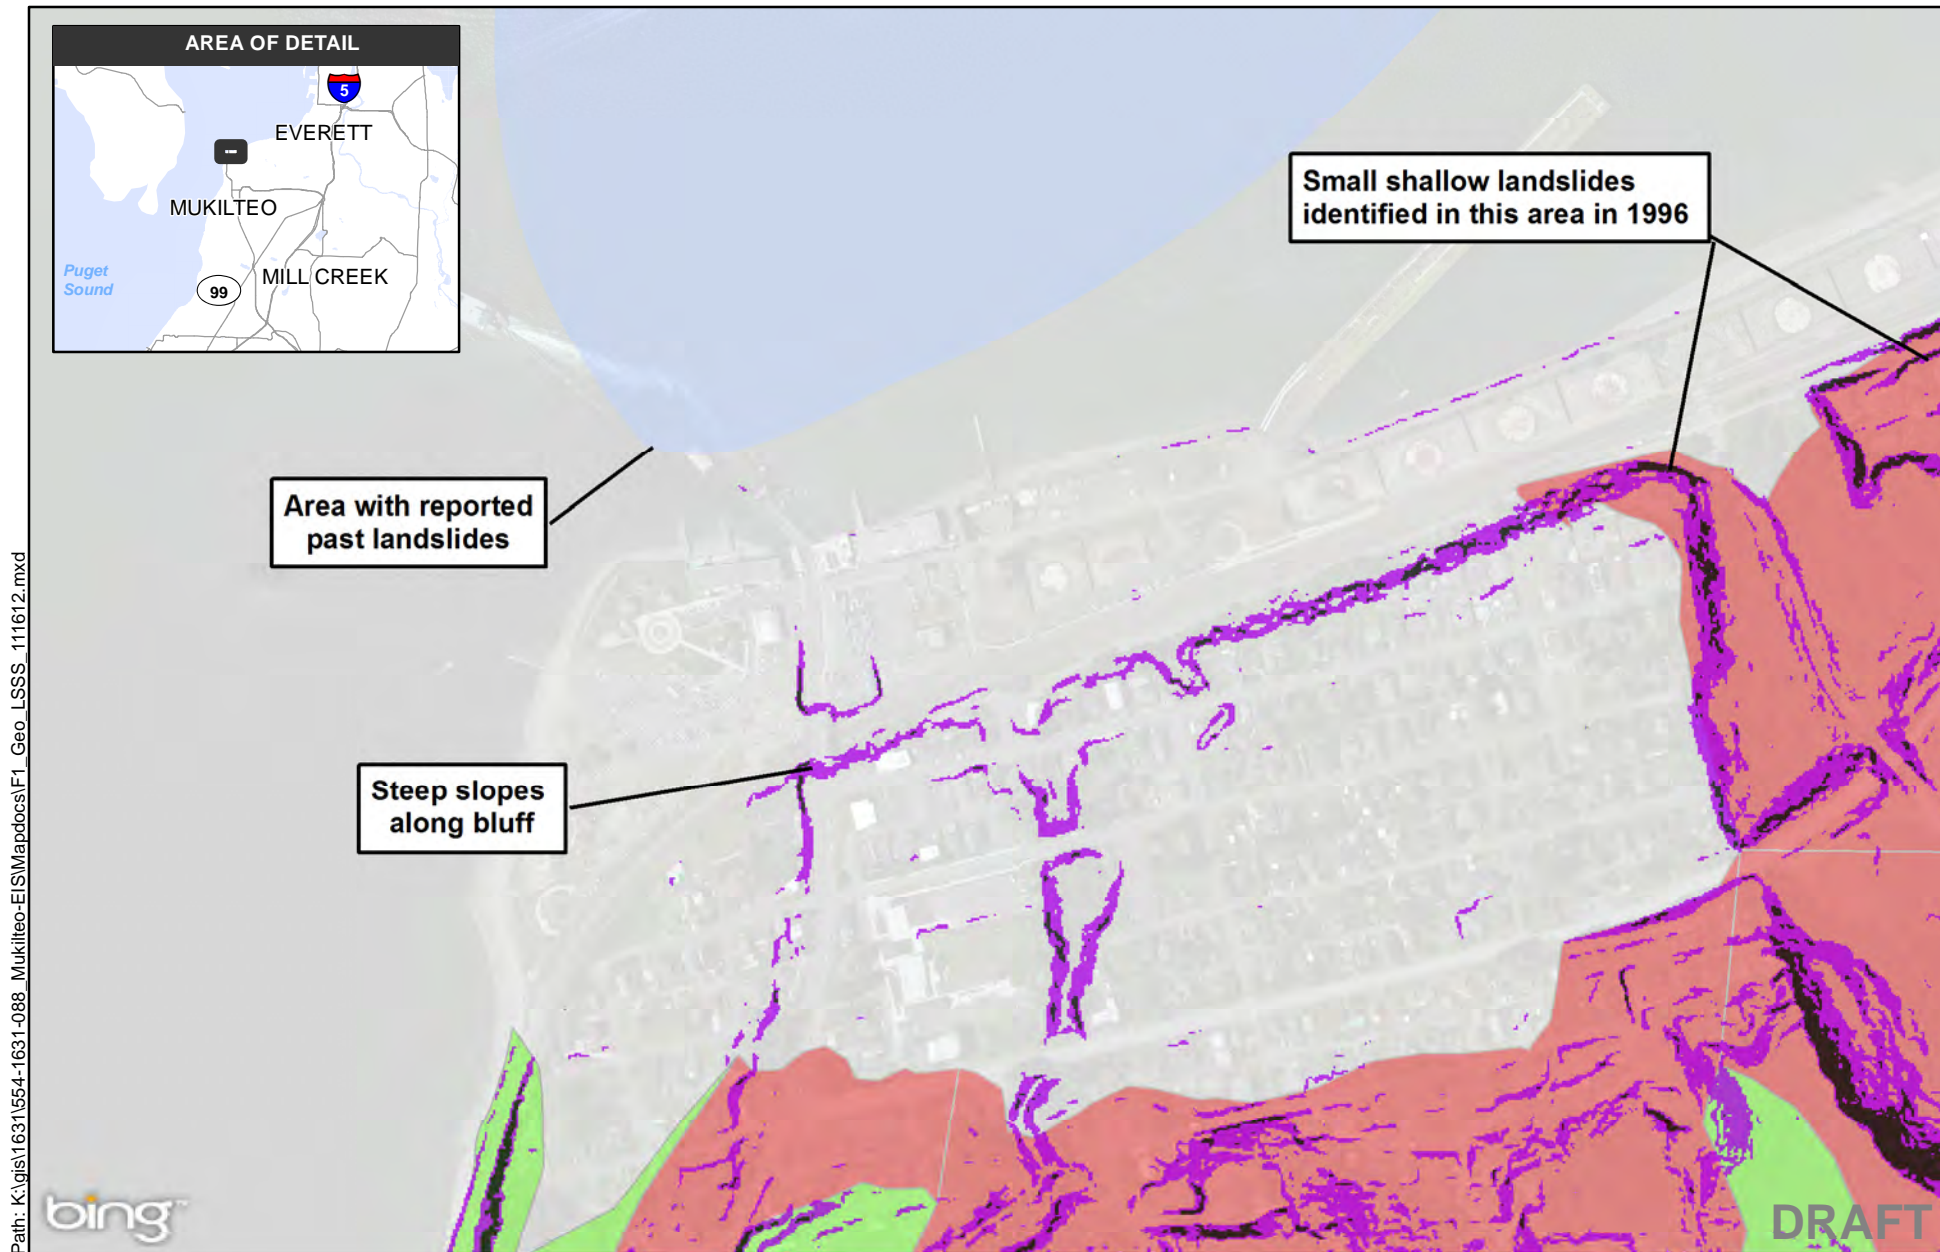 AREA OF DETAIL
5
EVERETT
MUKILTEO
MILL CREEK
99
Puget
Sound
Small shallow landslides
identified in this area in 1996
Area with reported
past landslides
Steep slopes
along bluff
Path: K:\gis\1631\554-1631-088_Mukilteo-EIS\Mapdocs\F1_Geo_LSSS_111612.mxd
bing™
DRAFT